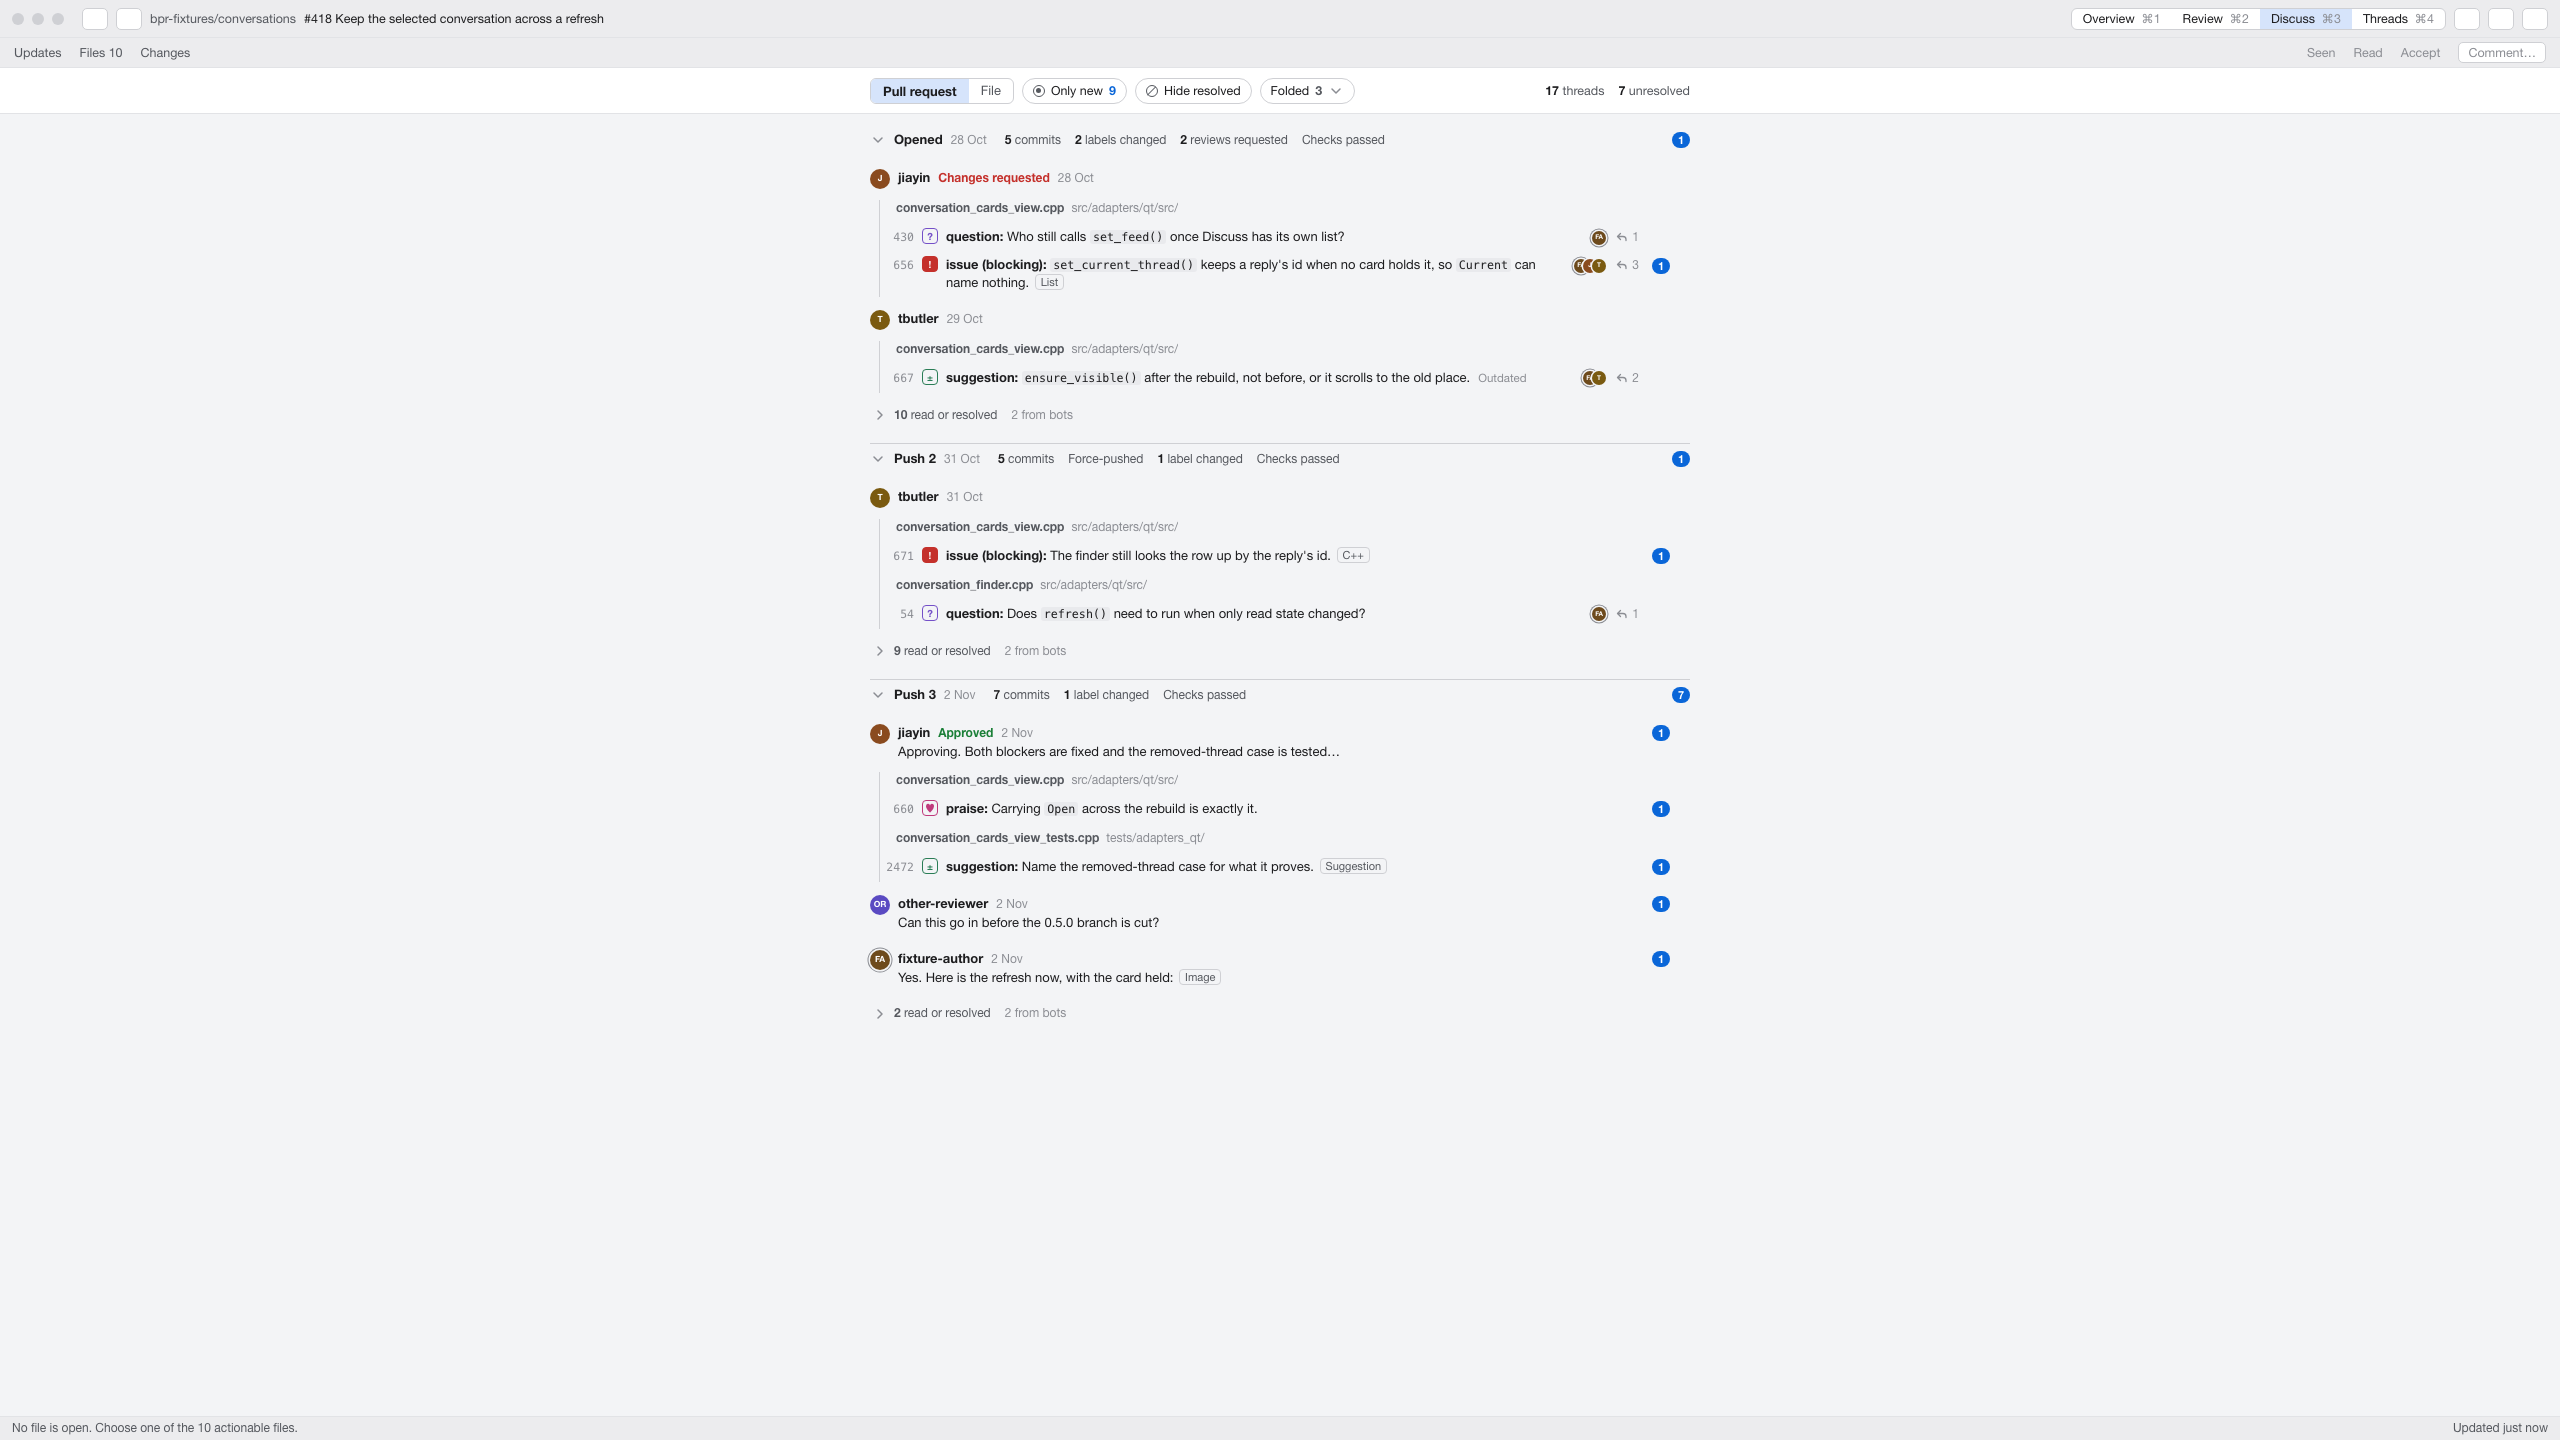 bpr-fixtures/conversations #418 Keep the selected conversation across a refresh
Overview ⌘1 Review ⌘2 Discuss ⌘3 Threads ⌘4
Updates Files 10 Changes
Seen Read Accept Comment…
Pull request File Only new 9 Hide resolved Folded 3
17 threads 7 unresolved
Opened 28 Oct 5 commits 2 labels changed 2 reviews requested Checks passed 1
J jiayin Changes requested 28 Oct
conversation_cards_view.cpp src/adapters/qt/src/
430 ? question: Who still calls set_feed() once Discuss has its own list? FA 1
656 ! issue (blocking): set_current_thread() keeps a reply's id when no card holds it, so Current can T 3 1
name nothing. List
T tbutler 29 Oct
conversation_cards_view.cpp src/adapters/qt/src/
667 ± suggestion: ensure_visible() after the rebuild, not before, or it scrolls to the old place. Outdated T 2
10 read or resolved 2 from bots
Push 2 31 Oct 5 commits Force-pushed 1 label changed Checks passed 1
T tbutler 31 Oct
conversation_cards_view.cpp src/adapters/qt/src/
671 ! issue (blocking): The finder still looks the row up by the reply's id. C++ 1
conversation_finder.cpp src/adapters/qt/src/
54 ? question: Does refresh() need to run when only read state changed? FA 1
9 read or resolved 2 from bots
Push 3 2 Nov 7 commits 1 label changed Checks passed 7
J jiayin Approved 2 Nov 1
Approving. Both blockers are fixed and the removed-thread case is tested…
conversation_cards_view.cpp src/adapters/qt/src/
660 praise: Carrying Open across the rebuild is exactly it. 1
conversation_cards_view_tests.cpp tests/adapters_qt/
2472 ± suggestion: Name the removed-thread case for what it proves. Suggestion 1
OR other-reviewer 2 Nov 1
Can this go in before the 0.5.0 branch is cut?
FA fixture-author 2 Nov 1
Yes. Here is the refresh now, with the card held: Image
2 read or resolved 2 from bots
No file is open. Choose one of the 10 actionable files.
Updated just now